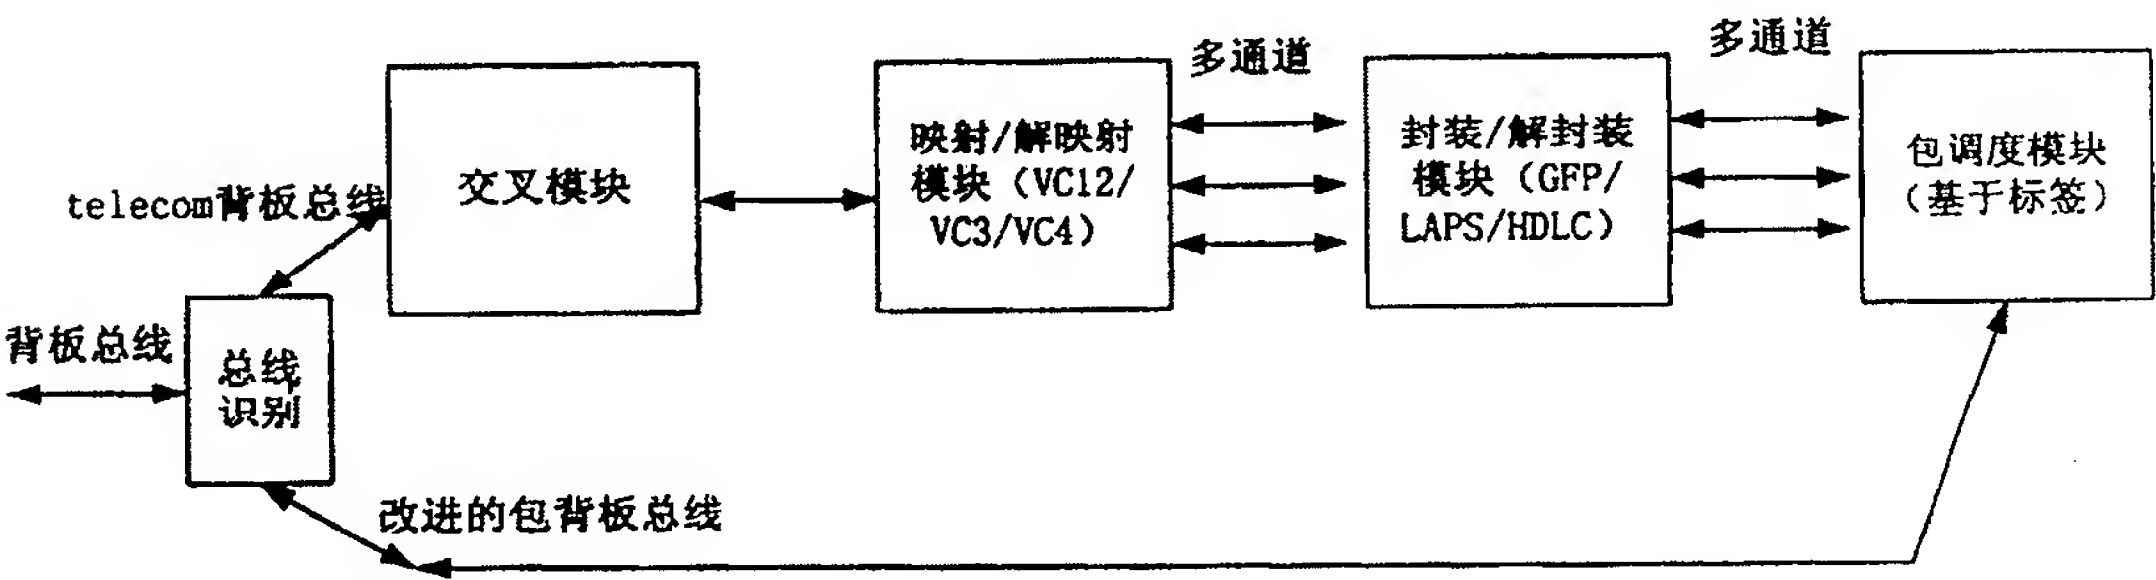 多通道
多通道
telecom背板总线
交叉模块
映射/解映射
模块（VC12/
VC3/VC4）
封装/解封装
模块（GFP/
LAPS/HDLC）
包调度模块
（基于标签）
背板总线
总线
识别
改进的包背板总线